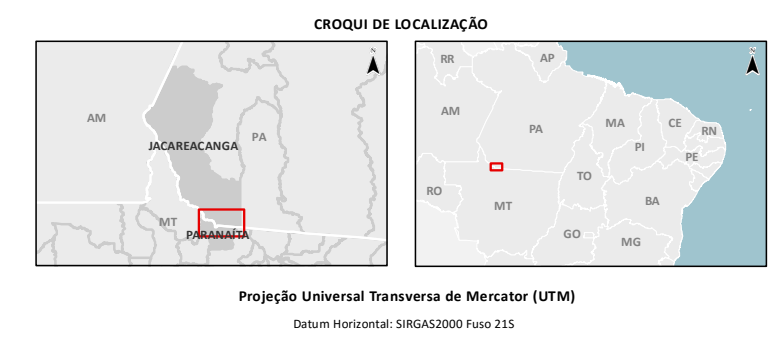 CROQUI DE LOCALIZAÇÃO
N
AM
JACAREACANGA
PA
MT
PARANAÍTA
N
RR
AP
AM
PA
MA
CE
RN
PI
PE
TO
RO
MT
BA
GO
MG
Projeção Universal Transversa de Mercator (UTM)
Datum Horizontal: SIRGAS2000 Fuso 21S